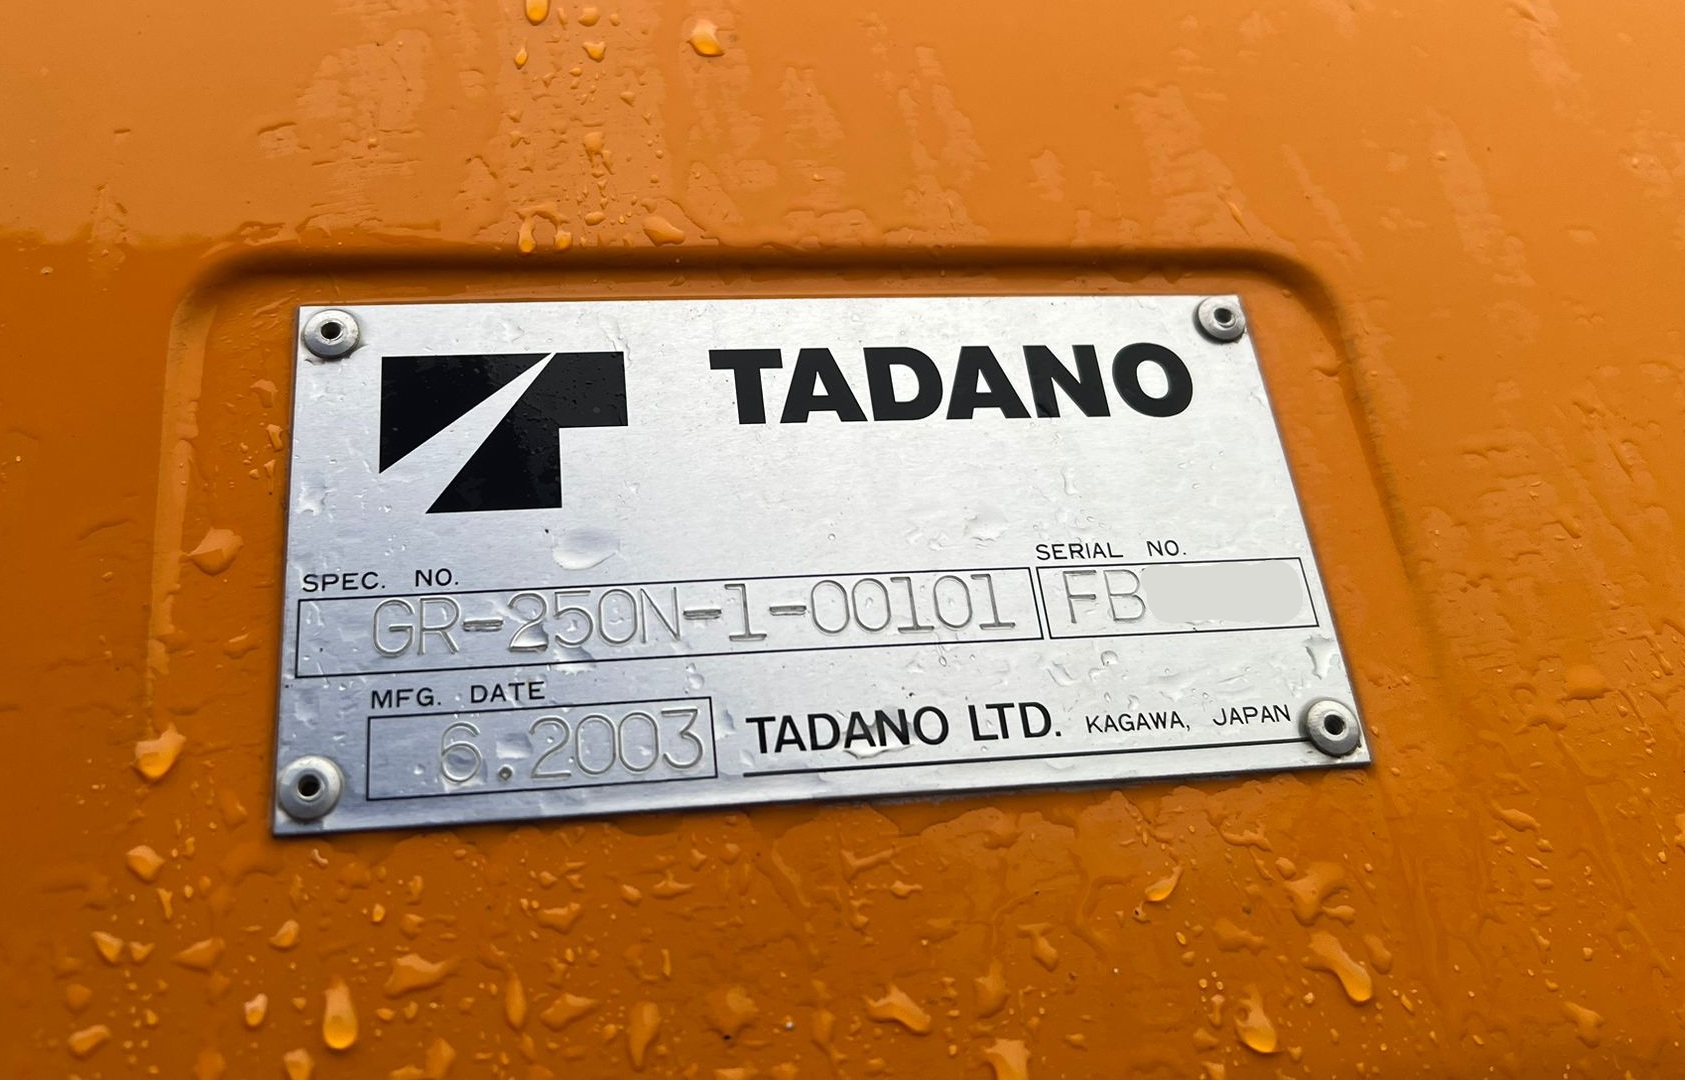 TADANO
SPEC. NO.
GR-250N-1-00101
SERIAL NO.
FB
MFG. DATE
6.2003
TADANO LTD. KAGAWA, JAPAN